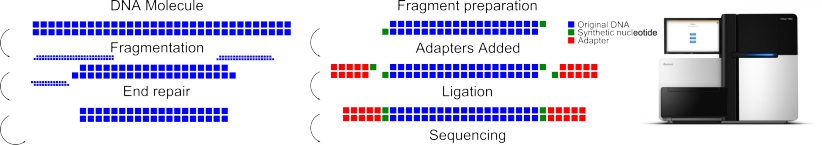 DNA Molecule
Fragmentation
End repair
Fragment preparation
Adapters Added
Ligation
Sequencing
Original DNA
Synthetic nucleotide
Adapter